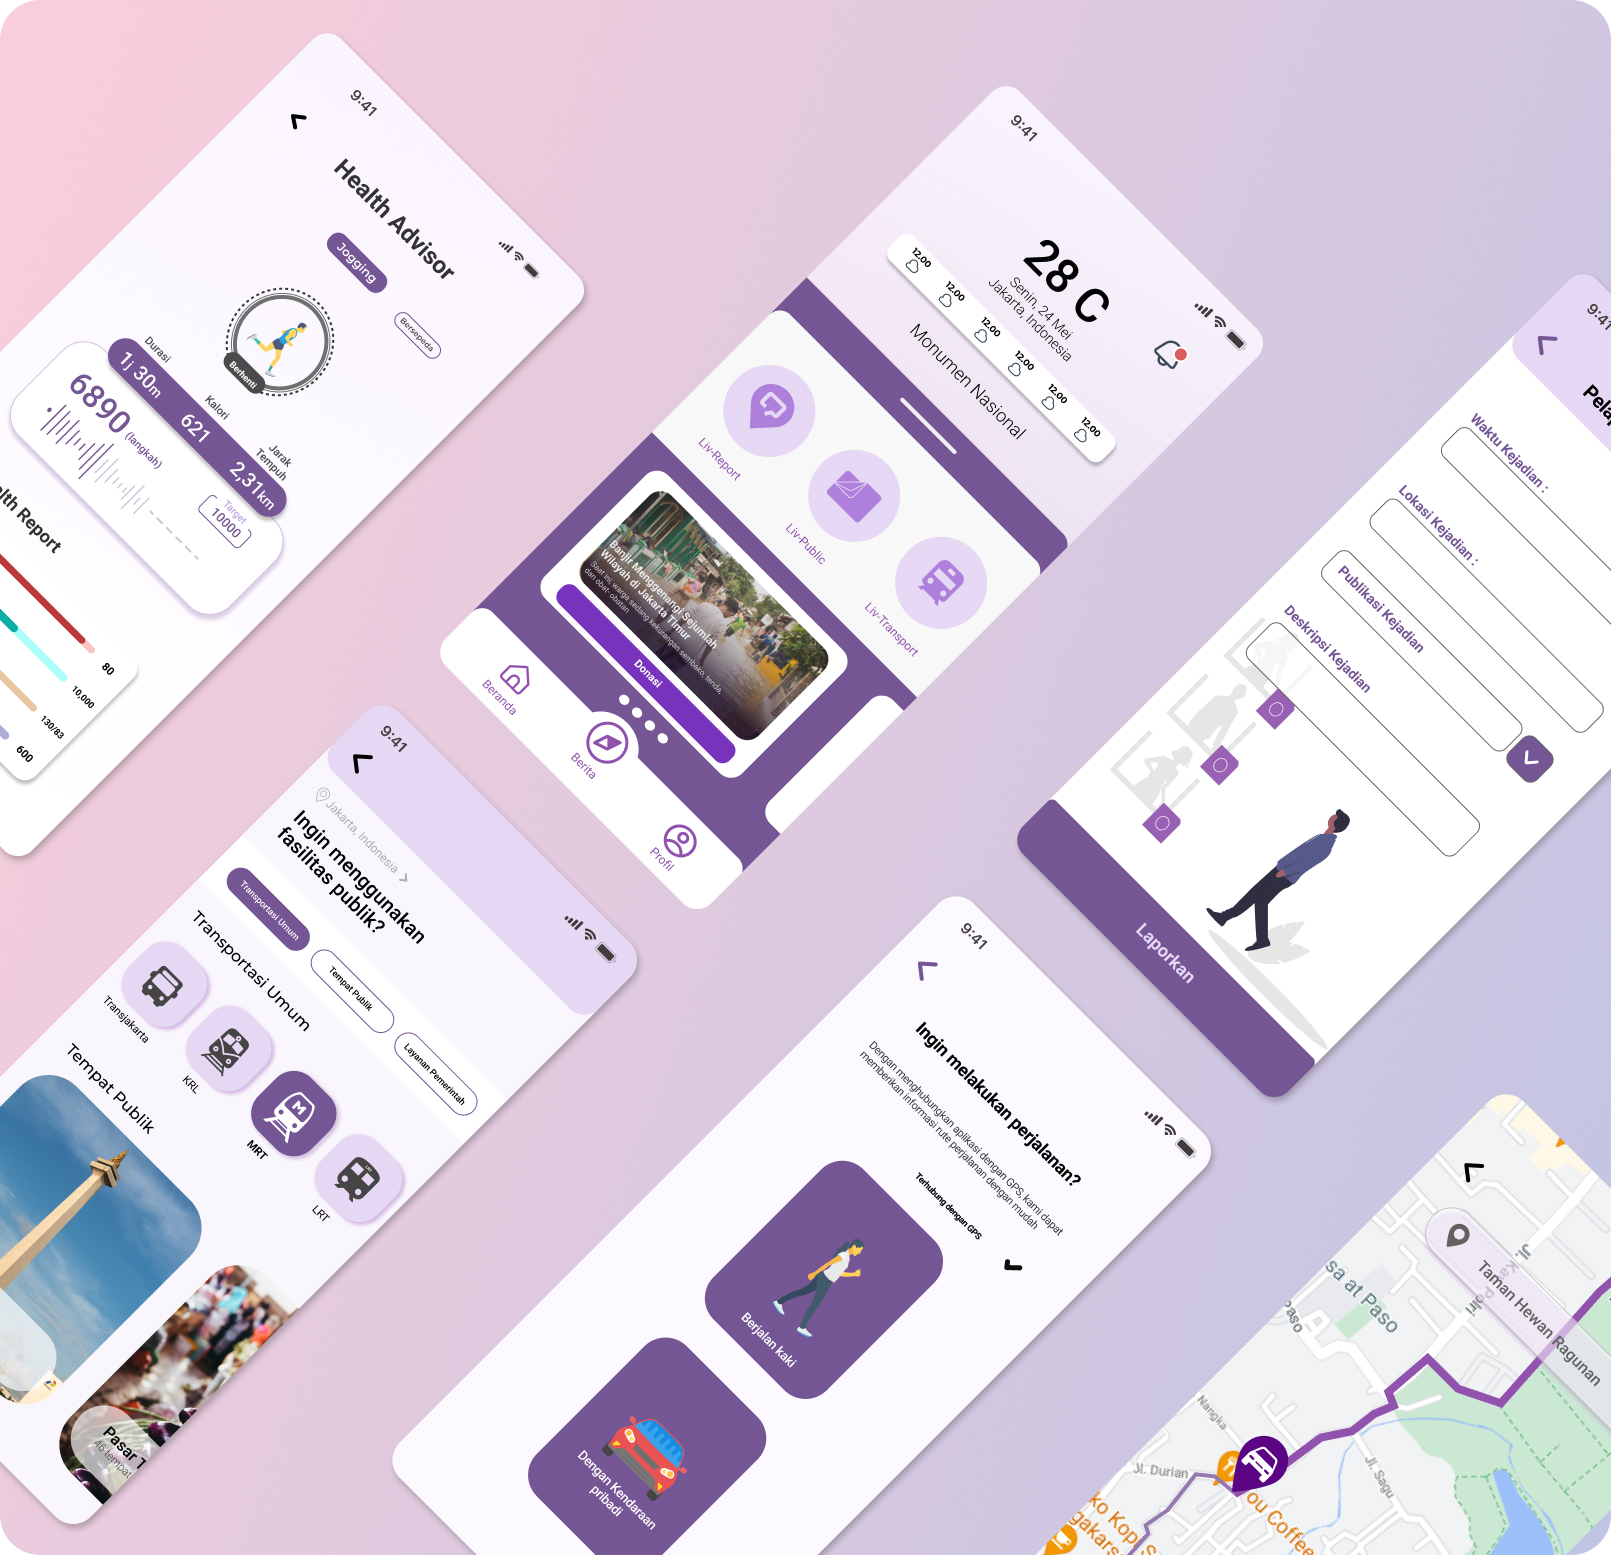 9:41
Health Advisor
Jogging
Bersepeda
Berhenti
Durasi
1j 30m
Kalori
621
Jarak
Tempuh
2,31km
6890
(langkah)
Target
10000
Report
80
10,000
130/83
600
9:41
28 C
Senin, 24 Mei
Jakarta, Indonesia
12.00
12.00
12.00
12.00
12.00
12.00
Monumen Nasional
Liv-Report
Liv-Public
Liv-Transport
Banjir Menggenangi Sejumlah
Wilayah di Jakarta Timur
Saat ini, warga sedang kekurangan sembako, tenda,
dan obat- obatan
Donasi
Beranda
Berita
Profil
9:41
Waktu Kejadian :
Lokasi Kejadian :
Publikasi Kejadian
Deskripsi Kejadian
Laporkan
9:41
Jakarta, Indonesia
Ingin menggunakan
fasilitas publik?
Transportasi Umum
Tempat Publik
Layanan Pemerintah
Transportasi Umum
Transjakarta
KRL
MRT
M
LRT
Tempat Publik
Pasar T
46 tempat
9:41
Ingin melakukan perjalanan?
Dengan menghubungkan aplikasi dengan GPS, kami dapat
memberikan informasi rute perjalanan dengan mudah
Terhubung dengan GPS
Berjalan kaki
Dengan Kendaraan
pribadi
Taman Hewan Ragunan
sa at Paso
Paso
Nangka
Jl. Durian
Jl. Sagu
ou Coffee
ko Kopi S
gakars